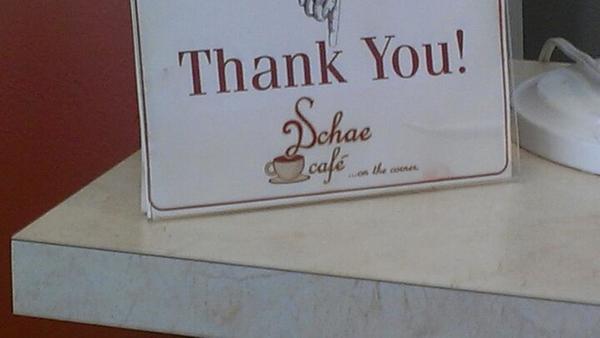 Thank You!
Schae
café
...on the corner.